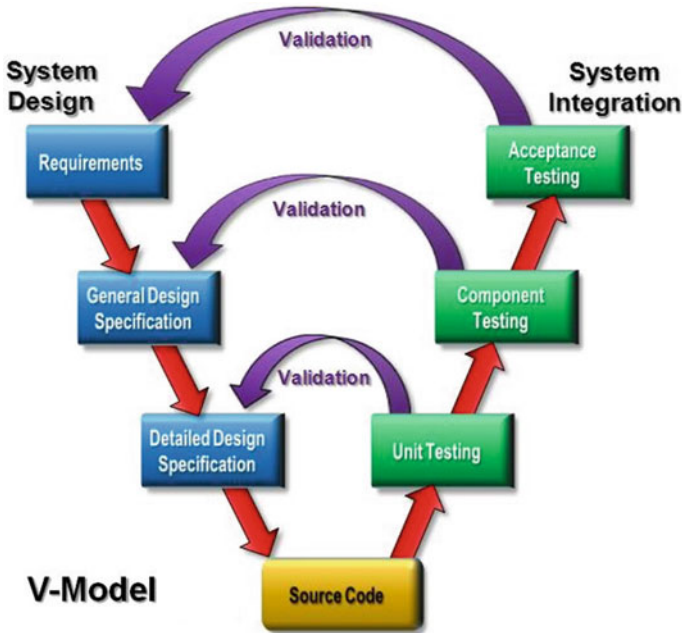 Validation
System
Design
System
Integration
Requirements
Acceptance
Testing
Validation
General Design
Specification
Component
Testing
Validation
Detailed Design
Specification
Unit Testing
V-Model
Source Code